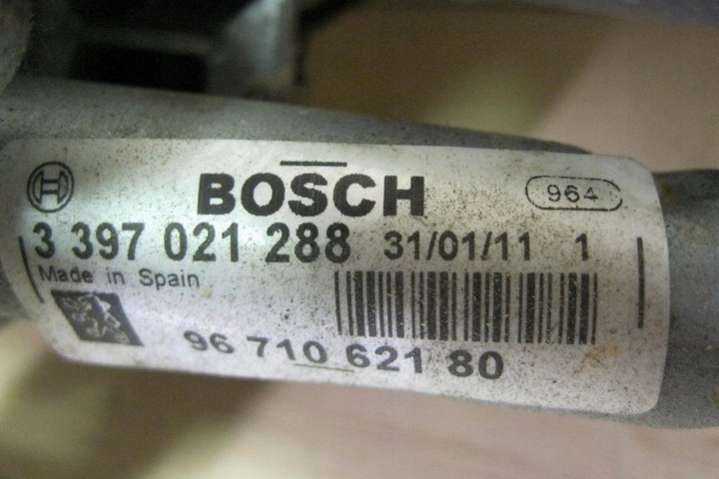 BOSCH 964
3 397 021 288 31/01/11 1
Made in Spain
96 710 621 80